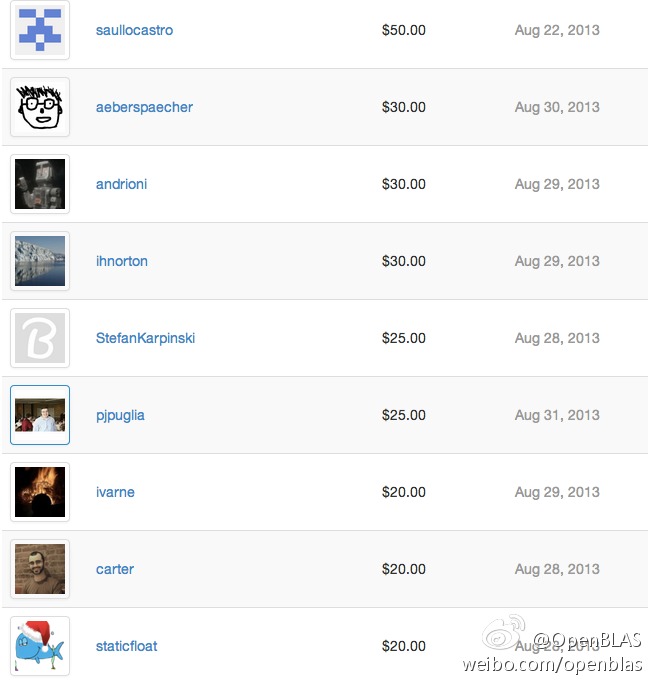 saullocastro $50.00 Aug 22, 2013
aeberspaecher $30.00 Aug 30, 2013
andrioni $30.00 Aug 29, 2013
ihnorton $30.00 Aug 29, 2013
StefanKarpinski $25.00 Aug 28, 2013
pjpuglia $25.00 Aug 31, 2013
ivarne $20.00 Aug 29, 2013
carter $20.00 Aug 28, 2013
staticfloat $20.00 Aug 28, 2013
@OpenBLAS
weibo.com/openblas